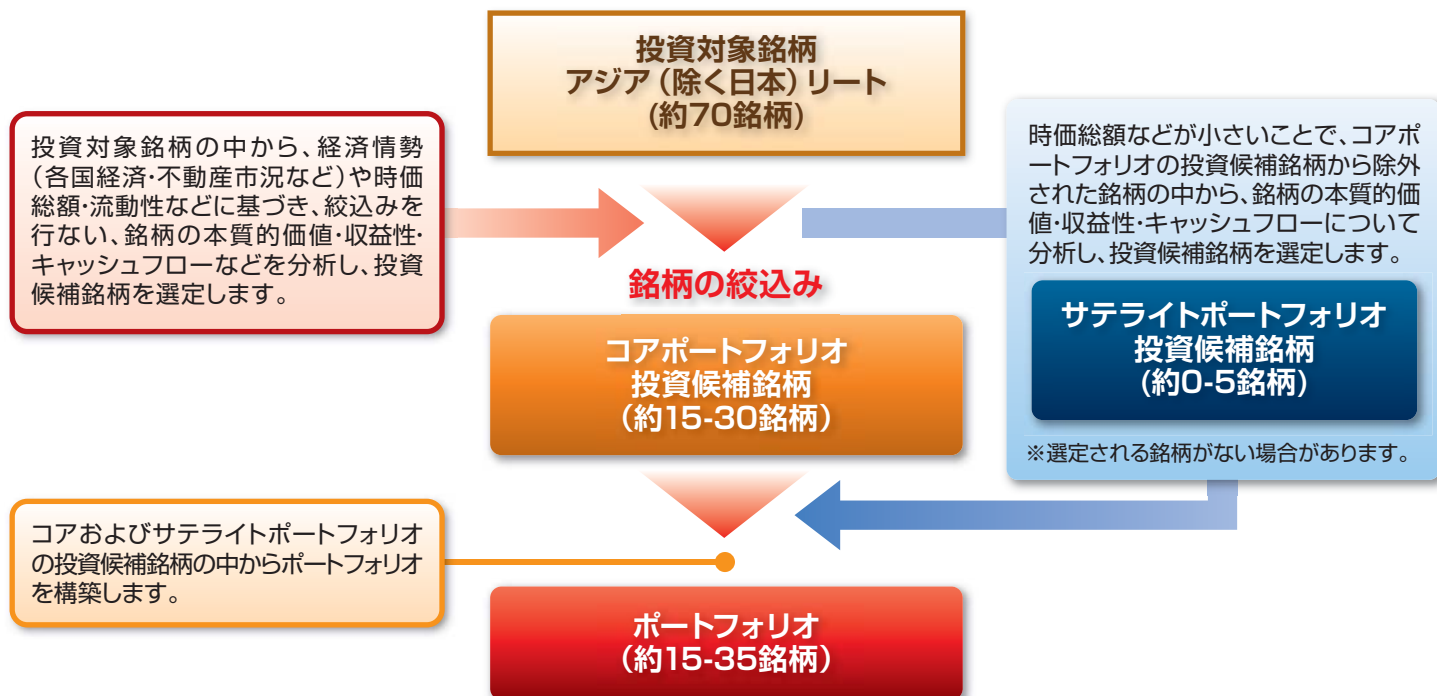 投資対象銘柄
アジア（除く日本）リート
(約70銘柄)
投資対象銘柄の中から、経済情勢
（各国経済・不動産市況など）や時価
総額・流動性などに基づき、絞込みを
行ない、銘柄の本質的価値・収益性・
キャッシュフローなどを分析し、投資
候補銘柄を選定します。
時価総額などが小さいことで、コアポ
ートフォリオの投資候補銘柄から除外
された銘柄の中から、銘柄の本質的価
値・収益性・キャッシュフローについて
分析し、投資候補銘柄を選定します。
銘柄の絞込み
サテライトポートフォリオ
投資候補銘柄
(約0-5銘柄)
※選定される銘柄がない場合があります。
コアポートフォリオ
投資候補銘柄
（約15-30銘柄）
コアおよびサテライトポートフォリオ
の投資候補銘柄の中からポートフォリオ
を構築します。
ポートフォリオ
（約15-35銘柄）